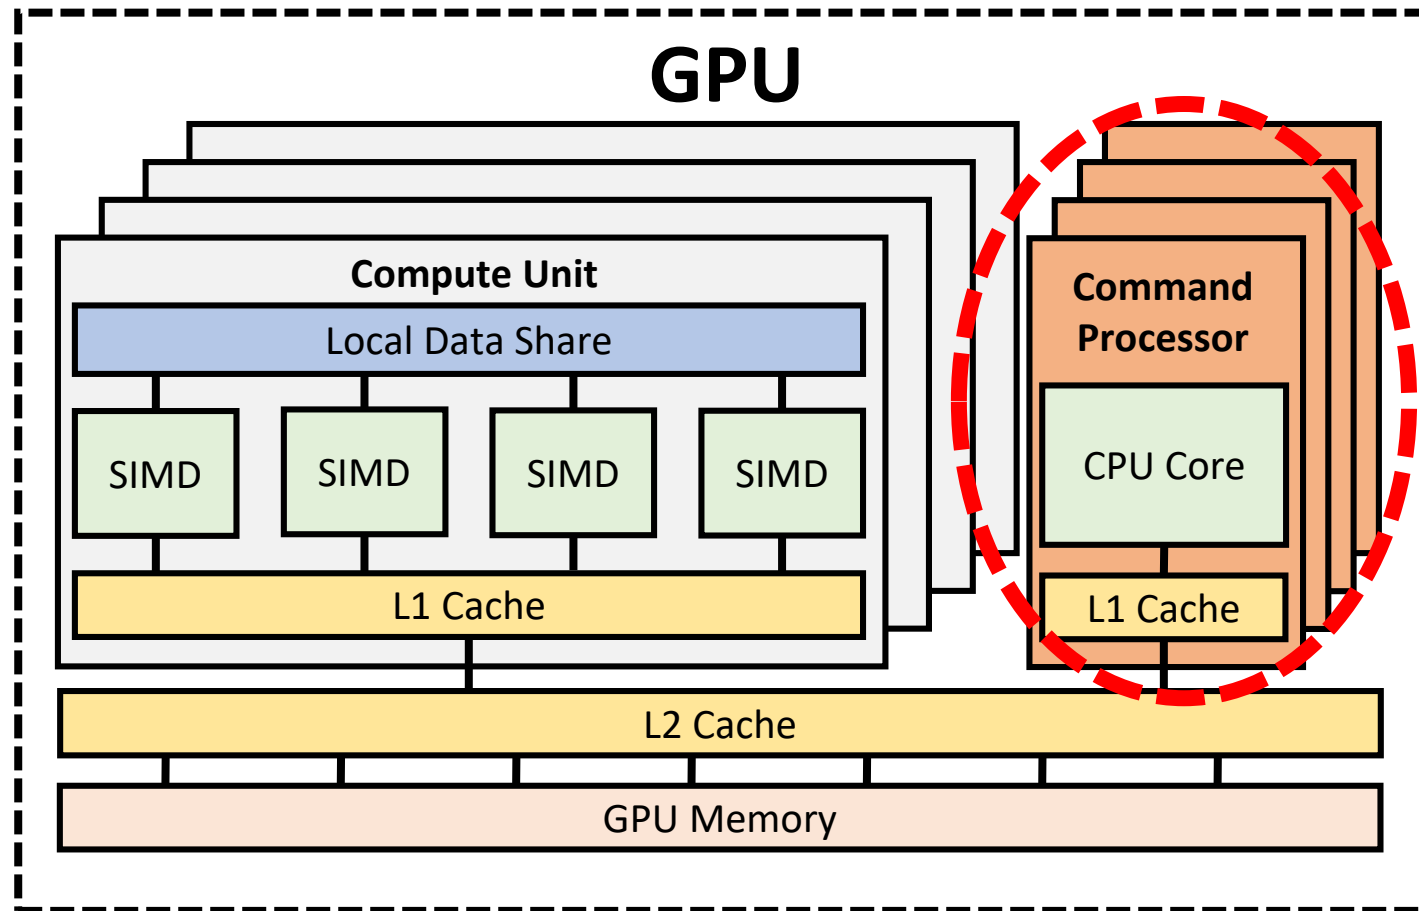 GPU
Compute Unit
Local Data Share
SIMD
SIMD
SIMD
SIMD
L1 Cache
Command
Processor
CPU Core
L1 Cache
L2 Cache
GPU Memory